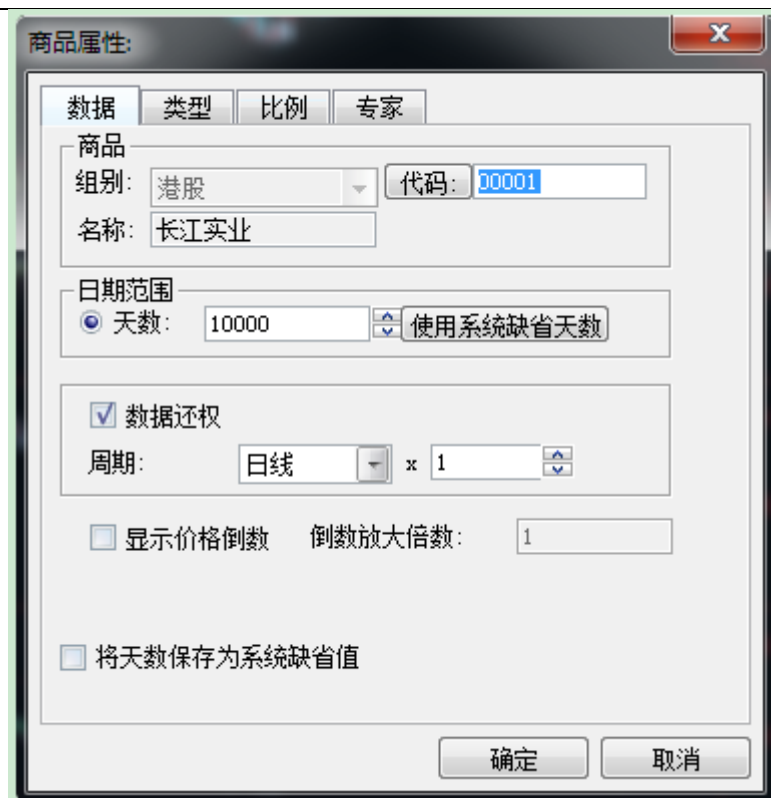 商品属性:
数据 类型 比例 专家
商品
组别: 港股 代码: 00001
名称: 长江实业
日期范围
天数: 10000 使用系统缺省天数
数据还权
周期: 日线 x 1
显示价格倒数 倒数放大倍数: 1
将天数保存为系统缺省值
确定 取消